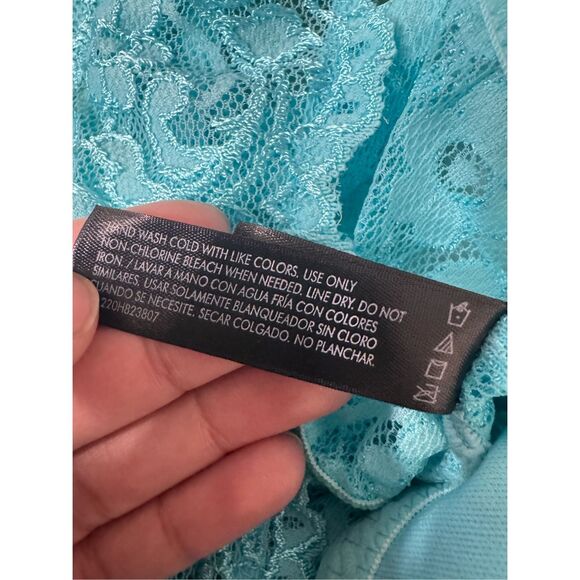 HAND WASH COLD WITH LIKE COLORS. USE ONLY
NON-CHLORINE BLEACH WHEN NEEDED. LINE DRY. DO NOT
IRON. / LAVAR A MANO CON AGUA FRÍA CON COLORES
SIMILARES. USAR SOLAMENTE BLANQUEADOR SIN CLORO
CUANDO SE NECESITE. SECAR COLGADO. NO PLANCHAR.
220HB23B07